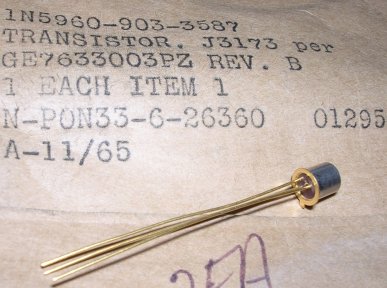 1N5960-903-3587
TRANSISTOR. J3173 per
GE7633003PZ REV. B
1 EACH ITEM 1
N-PON33-6-26360 01295
A-11/65